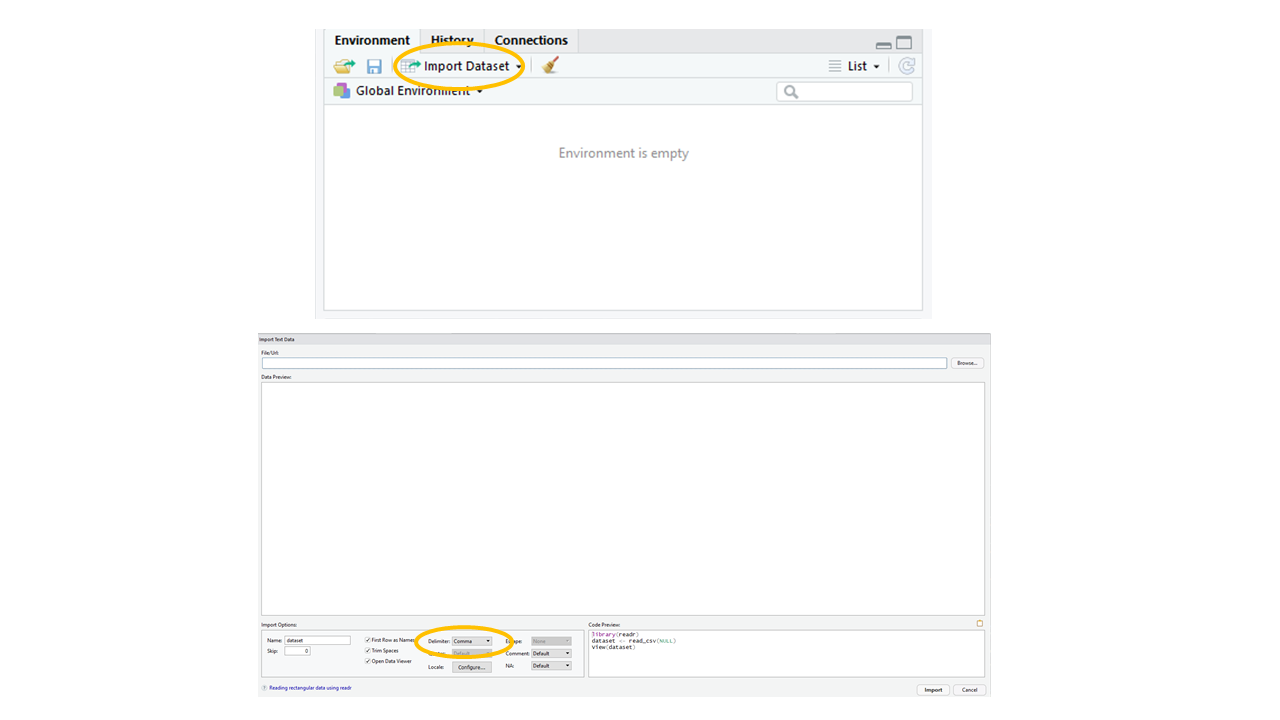 Environment History Connections
Import Dataset List
Global Environment
Environment is empty
Import Text Data
File/Url:
Browse...
Data Preview:
Import Options: Code Preview:
Name: dataset First Row as Names Delimiter: Comma Escape: None
Skip: 0 Trim Spaces Quotes: Default Comment: Default
Open Data Viewer Locale: Configure... NA: Default
library(readr)
dataset <- read_csv(NULL)
View(dataset)
? Reading rectangular data using readr
Import Cancel